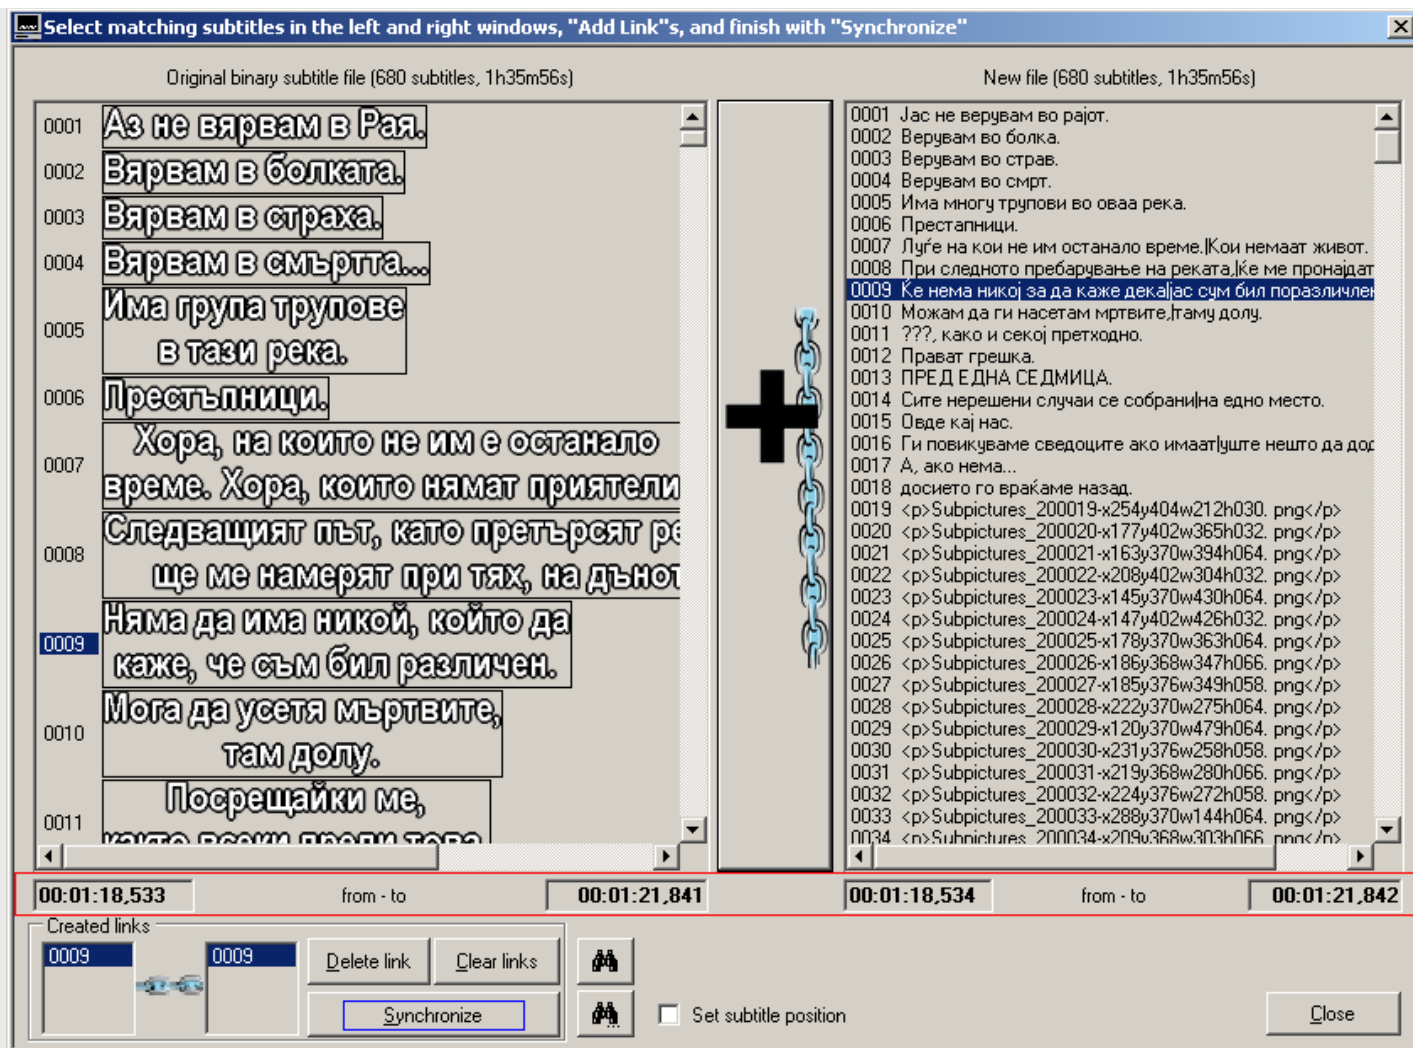 Select matching subtitles in the left and right windows, "Add Link"s, and finish with "Synchronize"
Original binary subtitle file (680 subtitles, 1h35m56s)
0001 Аз не вярвам в Рая.
0002 Вярвам в болката.
0003 Вярвам в страха.
0004 Вярвам в смъртта...
0005 Има група трупове
в тази река.
0006 Престъпници.
0007 Хора, на които не им е останало
време. Хора, които нямат приятели
0008 Следващият път, като претърсят ре
ще ме намерят при тях, на дънот
0009 Няма да има никой, който да
каже, че съм бил различен.
0010 Мога да усетя мъртвите,
там долу.
0011 Посрещайки ме,
както всеки преди това
New file (680 subtitles, 1h35m56s)
0001 Јас не верувам во рајот.
0002 Верувам во болка.
0003 Верувам во страв.
0004 Верувам во смрт.
0005 Има многу трупови во оваа река.
0006 Престапници.
0007 Луѓе на кои не им останало време.|Кои немаат живот.
0008 При следното пребарување на реката,|ќе ме пронајдат
0009 Ќе нема никој за да каже дека|јас сум бил поразличен
0010 Можам да ги насетам мртвите,|таму долу.
0011 ???, како и секој претходно.
0012 Прават грешка.
0013 ПРЕД ЕДНА СЕДМИЦА.
0014 Сите нерешени случаи се собрани|на едно место.
0015 Овде кај нас.
0016 Ги повикуваме сведоците ако имаат|уште нешто да дод
0017 А, ако нема...
0018 досието го враќаме назад.
0019 <p>Subpictures_200019-x254y404w212h030. png</p>
0020 <p>Subpictures_200020-x177y402w365h032. png</p>
0021 <p>Subpictures_200021-x163y370w394h064. png</p>
0022 <p>Subpictures_200022-x208y402w304h032. png</p>
0023 <p>Subpictures_200023-x145y370w430h064. png</p>
0024 <p>Subpictures_200024-x147y402w426h032. png</p>
0025 <p>Subpictures_200025-x178y370w363h064. png</p>
0026 <p>Subpictures_200026-x186y368w347h066. png</p>
0027 <p>Subpictures_200027-x185y376w349h058. png</p>
0028 <p>Subpictures_200028-x222y370w275h064. png</p>
0029 <p>Subpictures_200029-x120y370w479h064. png</p>
0030 <p>Subpictures_200030-x231y376w258h058. png</p>
0031 <p>Subpictures_200031-x219y368w280h066. png</p>
0032 <p>Subpictures_200032-x224y376w272h058. png</p>
0033 <p>Subpictures_200033-x288y370w144h064. png</p>
0034 <p>Subpictures_200034-x209y368w303h066. png</p>
00:01:18,533 from - to 00:01:21,841
00:01:18,534 from - to 00:01:21,842
Created links
0009 0009
Delete link
Clear links
Synchronize
Set subtitle position
Close